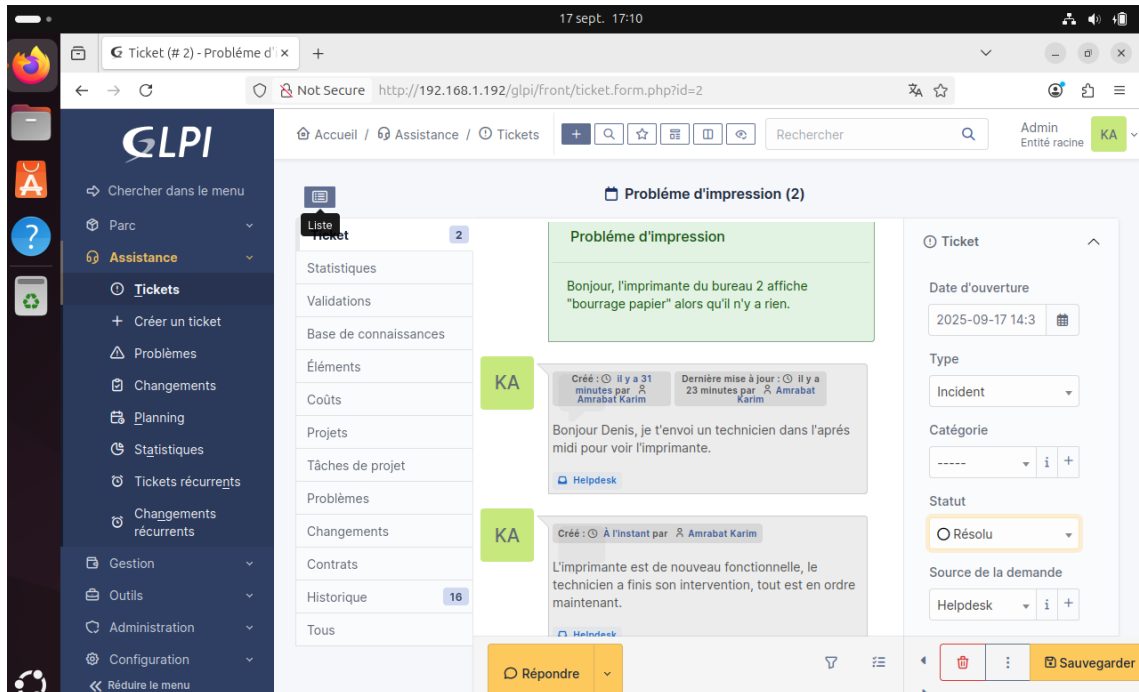 17 sept. 17:10
Ticket (# 2) - Probléme d'i
Not Secure http://192.168.1.192/glpi/front/ticket.form.php?id=2
GLPI
Accueil / Assistance / Tickets
Rechercher
Admin
Entité racine
KA
Chercher dans le menu
Parc
Assistance
Tickets
Créer un ticket
Problèmes
Changements
Planning
Statistiques
Tickets récurrents
Changements
récurrents
Gestion
Outils
Administration
Configuration
Réduire le menu
Probléme d'impression (2)
Liste
Ticket 2
Statistiques
Validations
Base de connaissances
Éléments
Coûts
Projets
Tâches de projet
Problèmes
Changements
Contrats
Historique 16
Tous
Probléme d'impression
Bonjour, l'imprimante du bureau 2 affiche
"bourrage papier" alors qu'il n'y a rien.
KA
Créé : il y a 31
minutes par
Amrabat Karim
Dernière mise à jour : il y a
23 minutes par Amrabat
Karim
Bonjour Denis, je t'envoi un technicien dans l'aprés
midi pour voir l'imprimante.
Helpdesk
KA
Créé : À l'instant par Amrabat Karim
L'imprimante est de nouveau fonctionnelle, le
technicien a finis son intervention, tout est en ordre
maintenant.
Helpdesk
Répondre
Ticket
Date d'ouverture
2025-09-17 14:3
Type
Incident
Catégorie
-----
Statut
Résolu
Source de la demande
Helpdesk
Sauvegarder